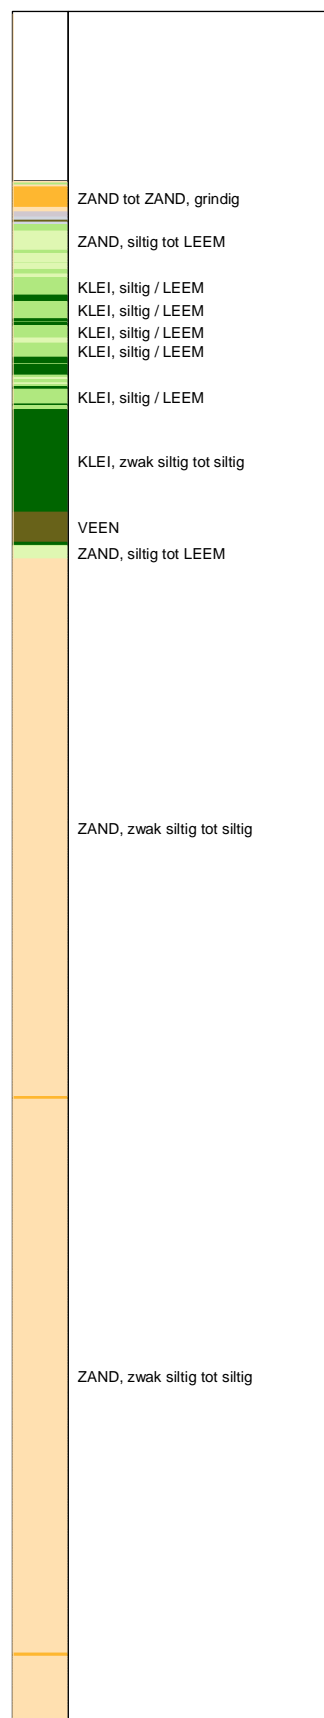 ZAND tot ZAND, grindig
ZAND, siltig tot LEEM
KLEI, siltig / LEEM
KLEI, siltig / LEEM
KLEI, siltig / LEEM
KLEI, siltig / LEEM
KLEI, siltig / LEEM
KLEI, zwak siltig tot siltig
VEEN
ZAND, siltig tot LEEM
ZAND, zwak siltig tot siltig
ZAND, zwak siltig tot siltig